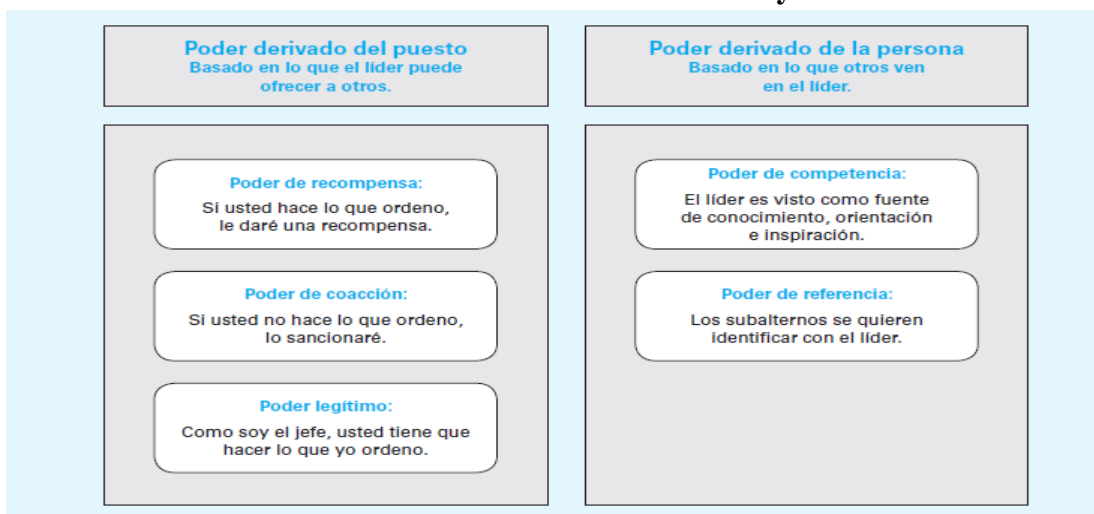 y
Poder derivado del puesto
Basado en lo que el líder puede
ofrecer a otros.
Poder de recompensa:
Si usted hace lo que ordeno,
le daré una recompensa.
Poder de coacción:
Si usted no hace lo que ordeno,
lo sancionaré.
Poder legítimo:
Como soy el jefe, usted tiene que
hacer lo que yo ordeno.
Poder derivado de la persona
Basado en lo que otros ven
en el líder.
Poder de competencia:
El líder es visto como fuente
de conocimiento, orientación
e inspiración.
Poder de referencia:
Los subalternos se quieren
identificar con el líder.